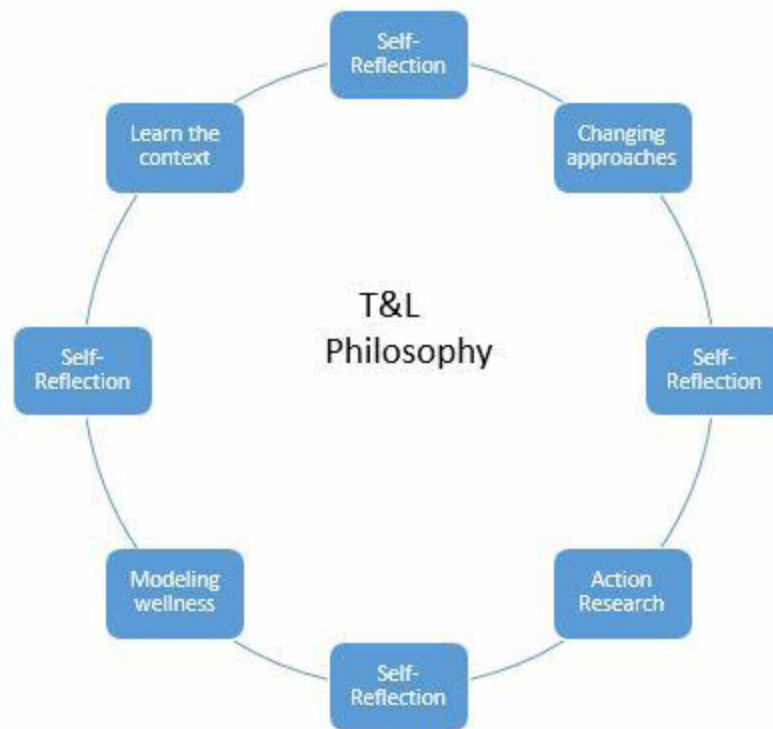 Self-
Reflection
Learn the
context
Changing
approaches
T&L
Philosophy
Self-
Reflection
Self-
Reflection
Modeling
wellness
Action
Research
Self-
Reflection